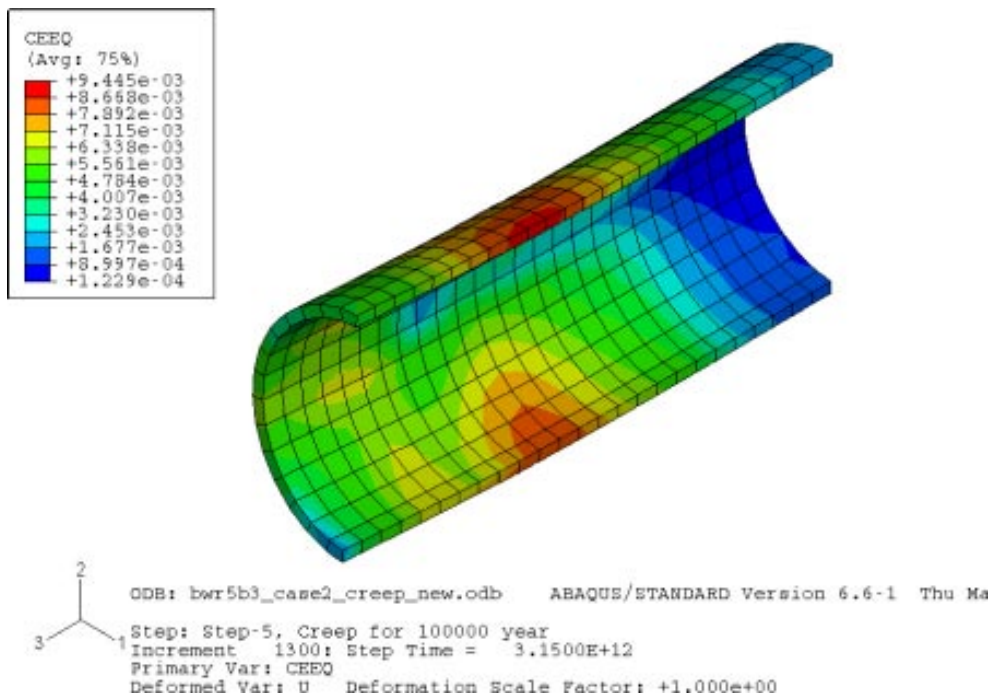 CEEQ
(Avg: 75%)
+9.445e-03
+8.668e-03
+7.892e-03
+7.115e-03
+6.338e-03
+5.561e-03
+4.784e-03
+4.007e-03
+3.230e-03
+2.453e-03
+1.677e-03
+8.997e-04
+1.229e-04
2
3
1
ODB: bwr5b3_case2_creep_new.odb ABAQUS/STANDARD Version 6.6-1 Thu Ma
Step: Step-5, Creep for 100000 year
Increment 1300: Step Time = 3.1500E+12
Primary Var: CEEQ
Deformed Var: U Deformation Scale Factor: +1.000e+00